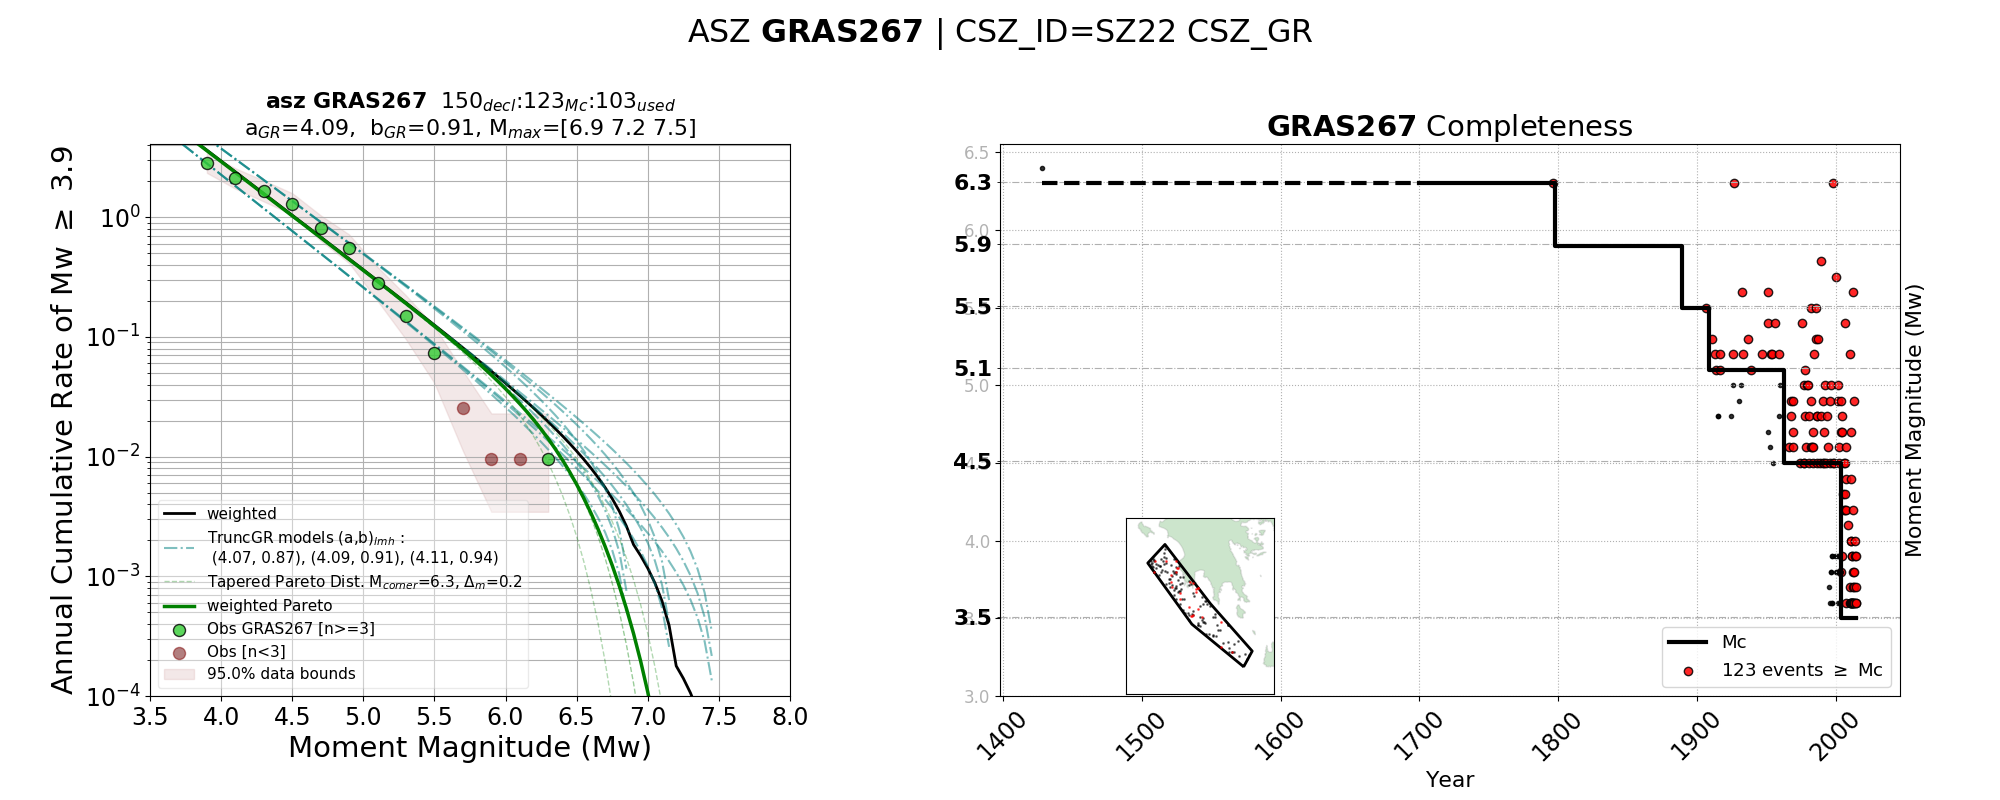 ASZ GRAS267 | CSZ_ID=SZ22 CSZ_GR
asz GRAS267 150decl:123Mc:103used
aGR=4.09, bGR=0.91, Mmax=[6.9 7.2 7.5]
Annual Cumulative Rate of Mw ≥ 3.9
10^0
10^−1
10^−2
10^−3
10^−4
weighted
TruncGR models (a,b)lmh :
(4.07, 0.87), (4.09, 0.91), (4.11, 0.94)
Tapered Pareto Dist. Mcorner=6.3, Δm=0.2
weighted Pareto
Obs GRAS267 [n>=3]
Obs [n<3]
95.0% data bounds
3.5 4.0 4.5 5.0 5.5 6.0 6.5 7.0 7.5 8.0
Moment Magnitude (Mw)
GRAS267 Completeness
6.5
6.3
6.0
5.9
5.5
5.1
5.0
4.5
4.0
3.5
3.0
Moment Magnitude (Mw)
Mc
123 events ≥ Mc
1400 1500 1600 1700 1800 1900 2000
Year